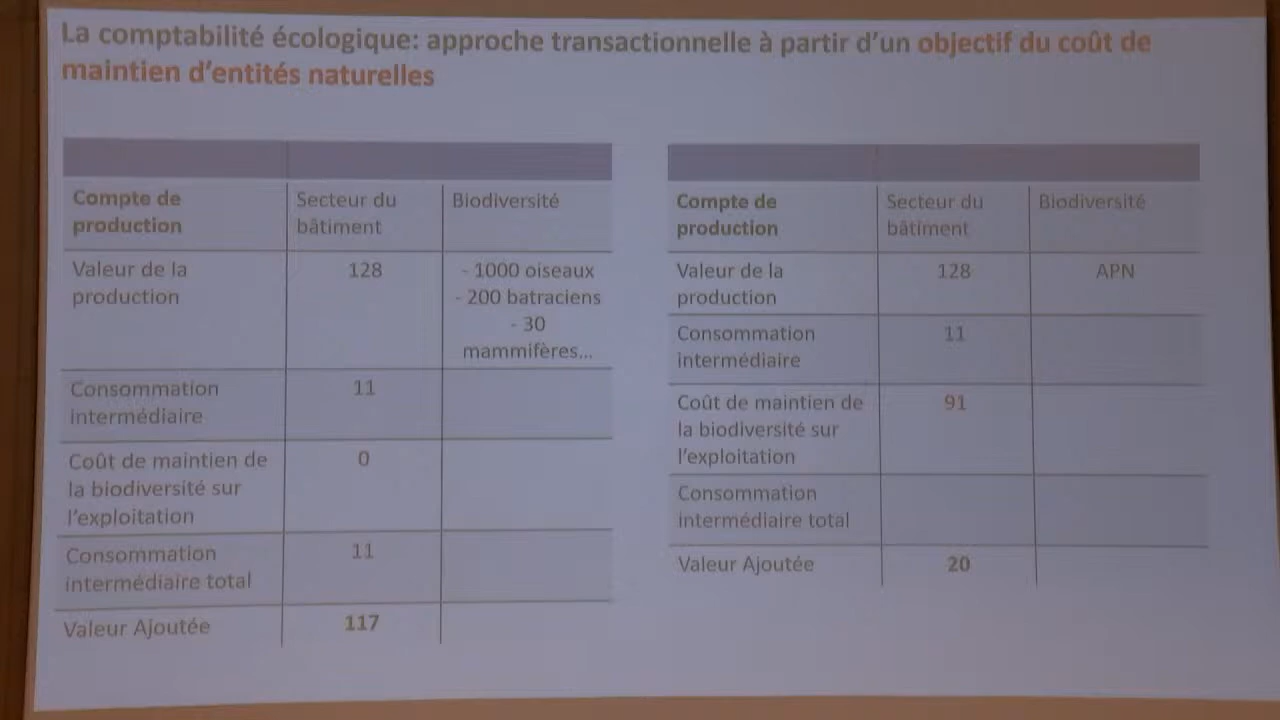 La comptabilité écologique: approche transactionnelle à partir d'un objectif du coût de
maintien d'entités naturelles
Compte de
production
Secteur du
bâtiment
Biodiversité
Valeur de la
production
128
- 1000 oiseaux
- 200 batraciens
- 30
mammifères...
Consommation
intermédiaire
11
Coût de maintien de
la biodiversité sur
l'exploitation
0
Consommation
intermédiaire total
11
Valeur Ajoutée
117
Compte de
production
Secteur du
bâtiment
Biodiversité
Valeur de la
production
128
APN
Consommation
intermédiaire
11
Coût de maintien de
la biodiversité sur
l'exploitation
91
Consommation
intermédiaire total
Valeur Ajoutée
20